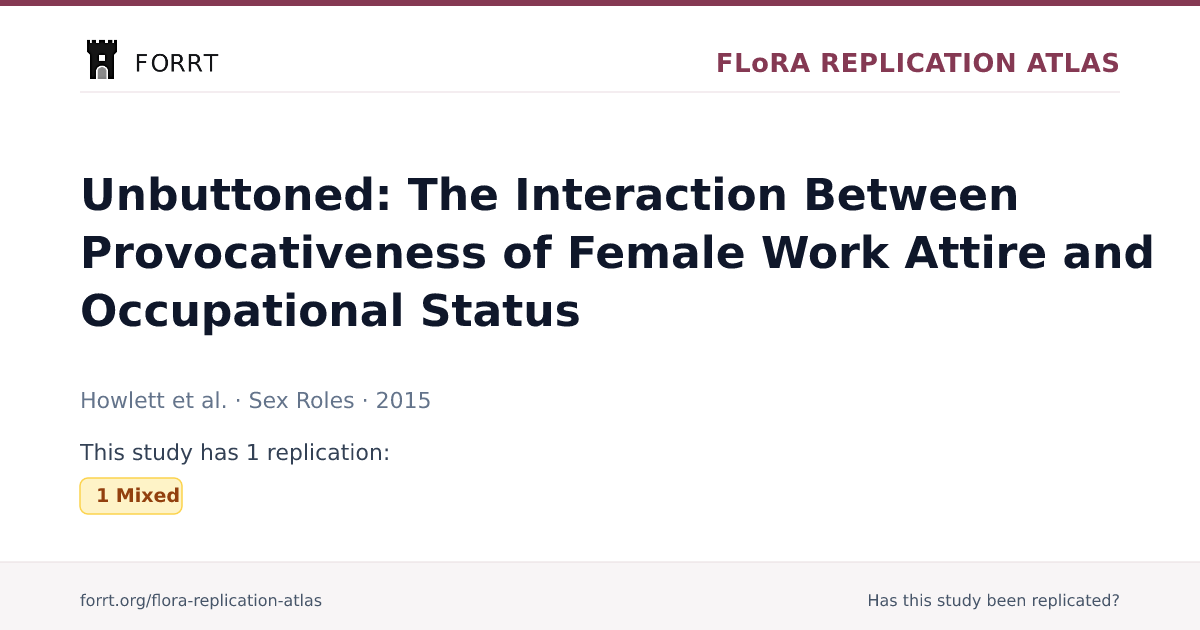 FORRT
FLoRA REPLICATION ATLAS
Unbuttoned: The Interaction Between
Provocativeness of Female Work Attire and
Occupational Status
Howlett et al. · Sex Roles · 2015
This study has 1 replication:
1 Mixed
forrt.org/flora-replication-atlas
Has this study been replicated?